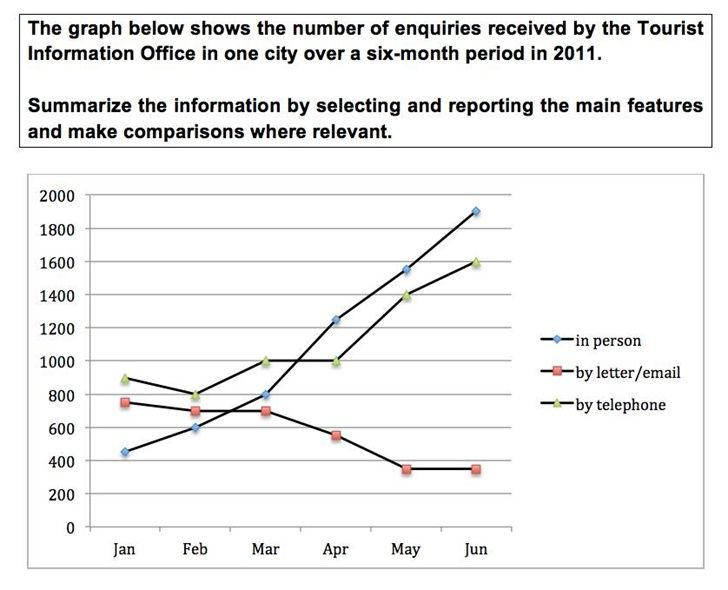 The graph below shows the number of enquiries received by the Tourist
Information Office in one city over a six-month period in 2011.
Summarize the information by selecting and reporting the main features
and make comparisons where relevant.
2000
1800
1600
1400
1200
1000
800
600
400
200
0
Jan Feb Mar Apr May Jun
in person
by letter/email
by telephone